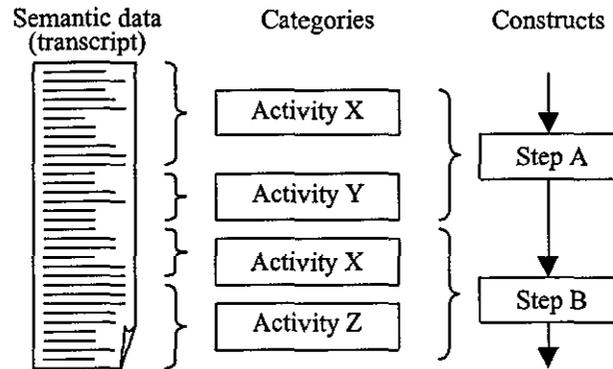 Semantic data
(transcript)
Categories
Constructs
Activity X
Step A
Activity Y
Activity X
Step B
Activity Z